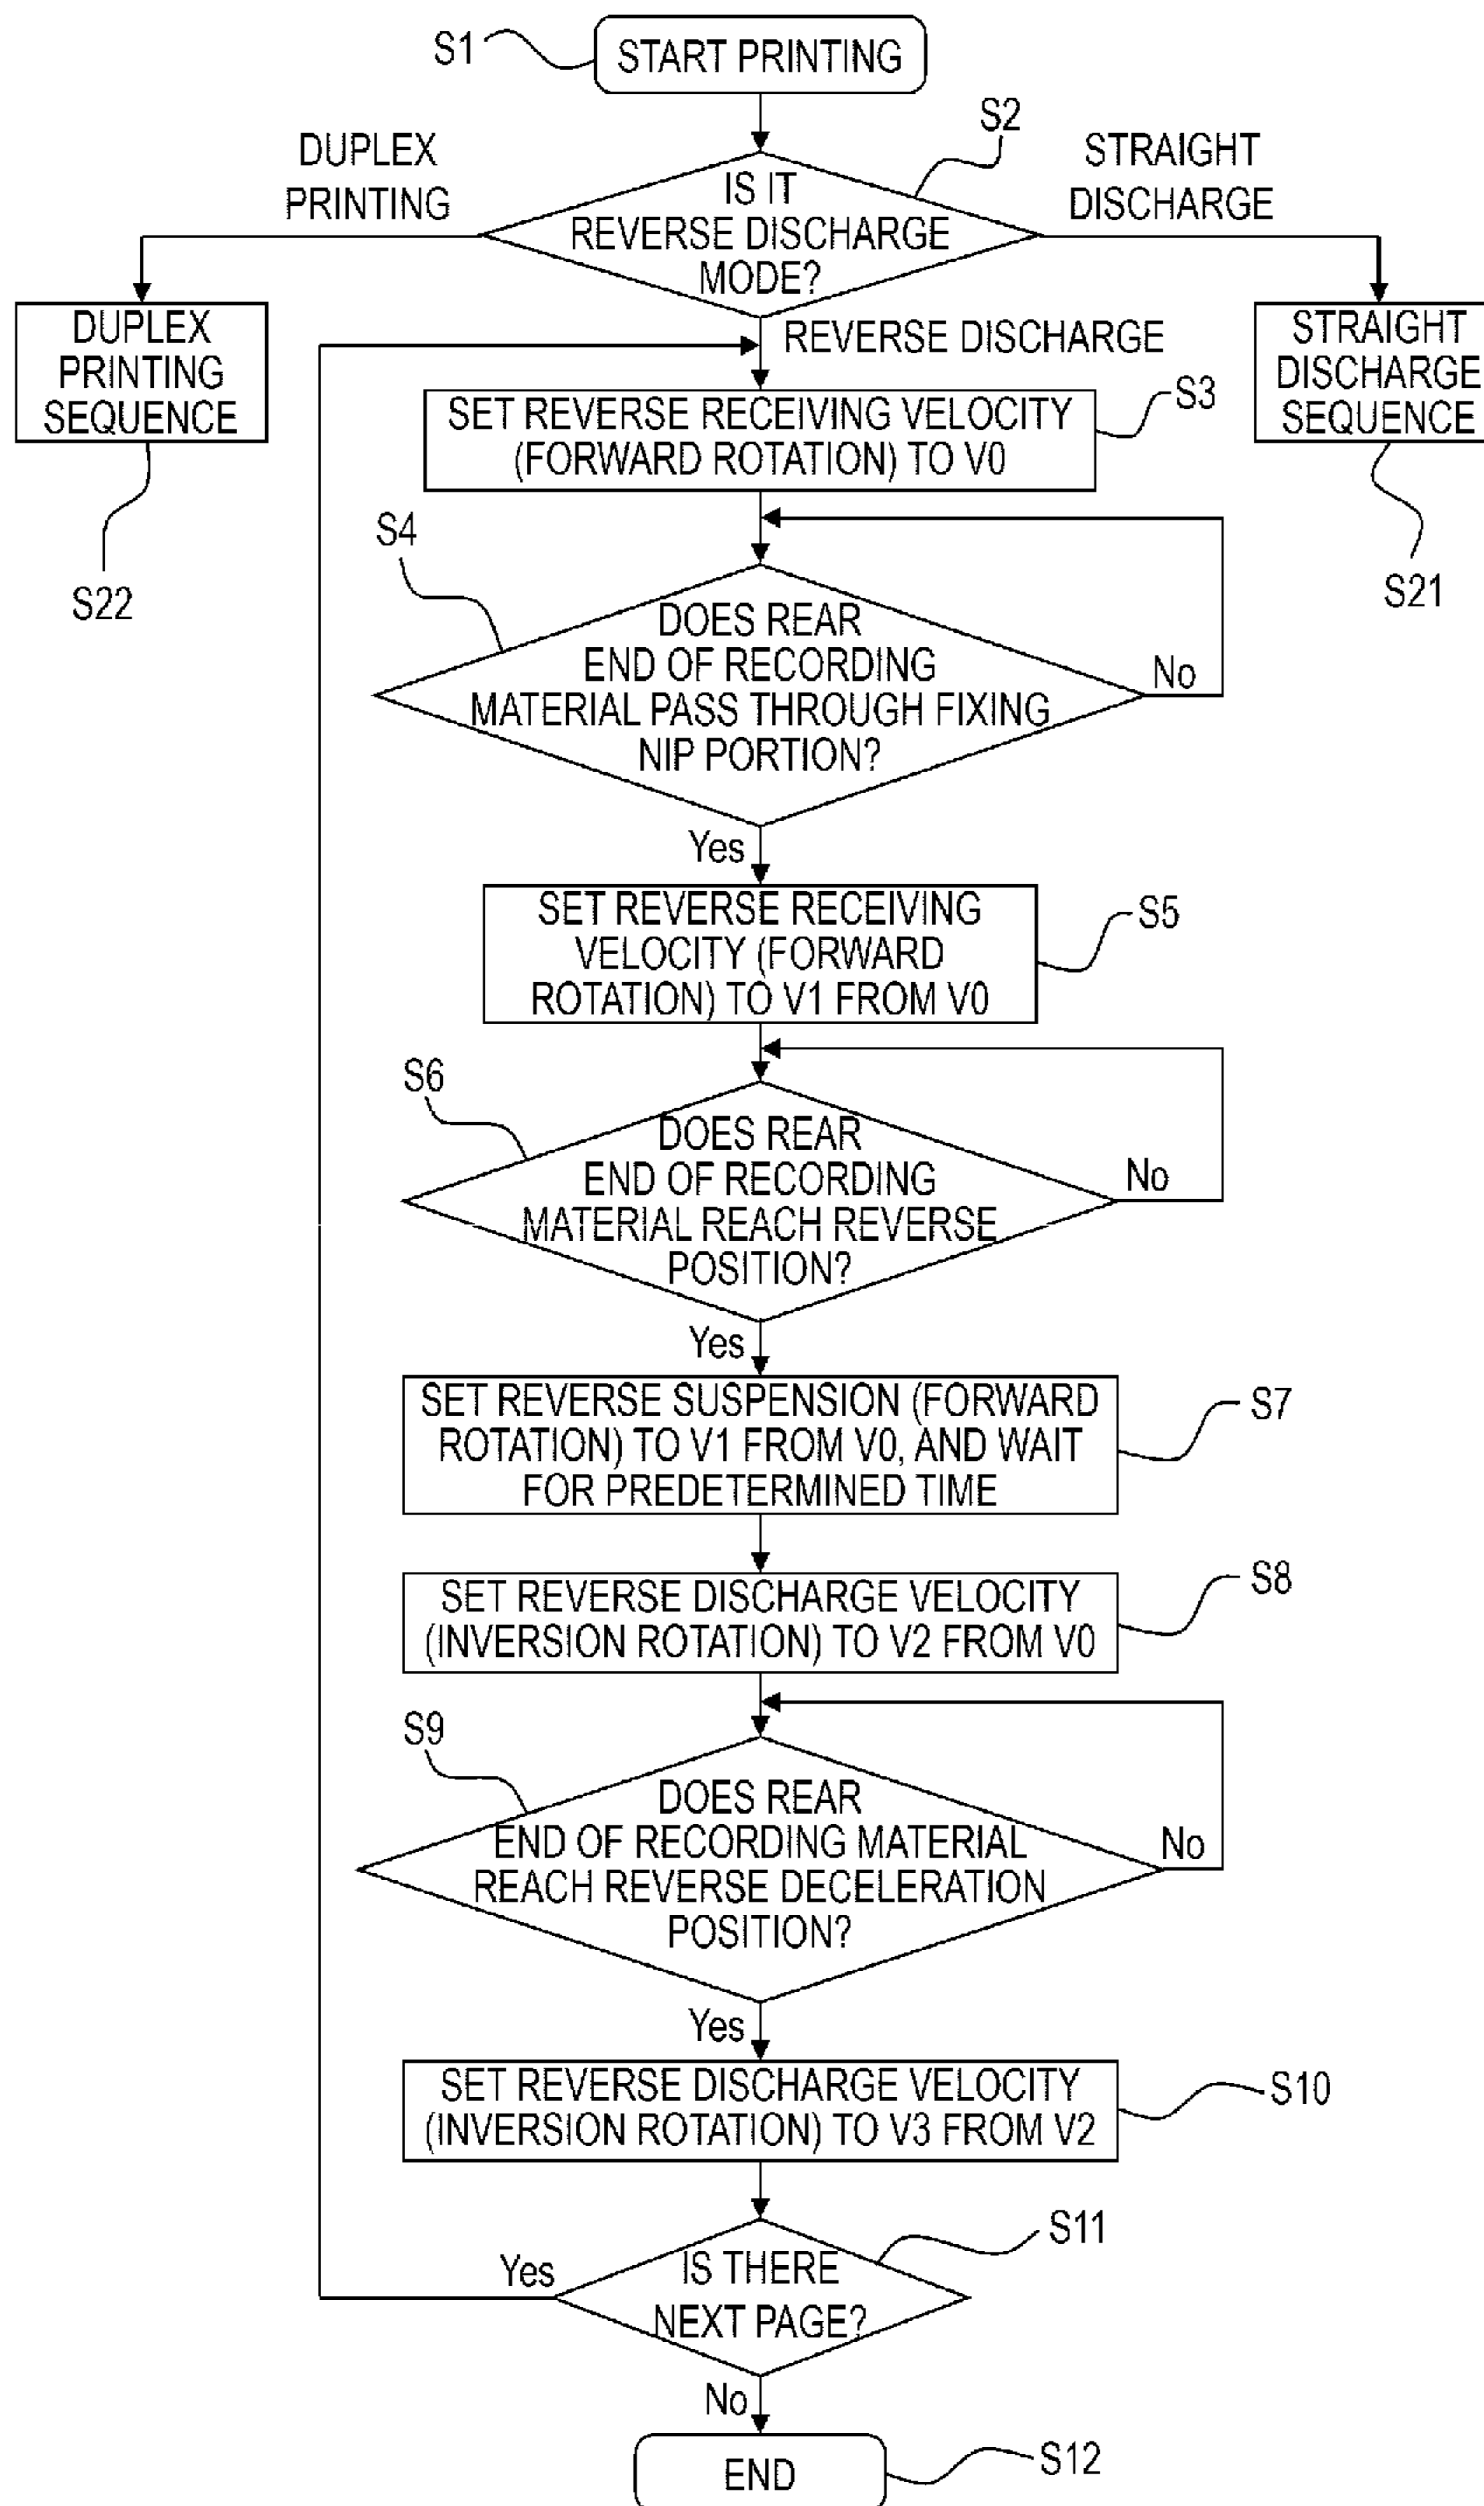 S1
START PRINTING
S2
DUPLEX
PRINTING
STRAIGHT
DISCHARGE
IS IT
REVERSE DISCHARGE
MODE?
DUPLEX
PRINTING
SEQUENCE
S22
STRAIGHT
DISCHARGE
SEQUENCE
S21
REVERSE DISCHARGE
SET REVERSE RECEIVING VELOCITY
(FORWARD ROTATION) TO V0
S3
S4
DOES REAR
END OF RECORDING
MATERIAL PASS THROUGH FIXING
NIP PORTION?
No
Yes
SET REVERSE RECEIVING
VELOCITY (FORWARD
ROTATION) TO V1 FROM V0
S5
S6
DOES REAR
END OF RECORDING
MATERIAL REACH REVERSE
POSITION?
No
Yes
SET REVERSE SUSPENSION (FORWARD
ROTATION) TO V1 FROM V0, AND WAIT
FOR PREDETERMINED TIME
S7
SET REVERSE DISCHARGE VELOCITY
(INVERSION ROTATION) TO V2 FROM V0
S8
S9
DOES REAR
END OF RECORDING MATERIAL
REACH REVERSE DECELERATION
POSITION?
No
Yes
SET REVERSE DISCHARGE VELOCITY
(INVERSION ROTATION) TO V3 FROM V2
S10
S11
IS THERE
NEXT PAGE?
Yes
No
END
S12